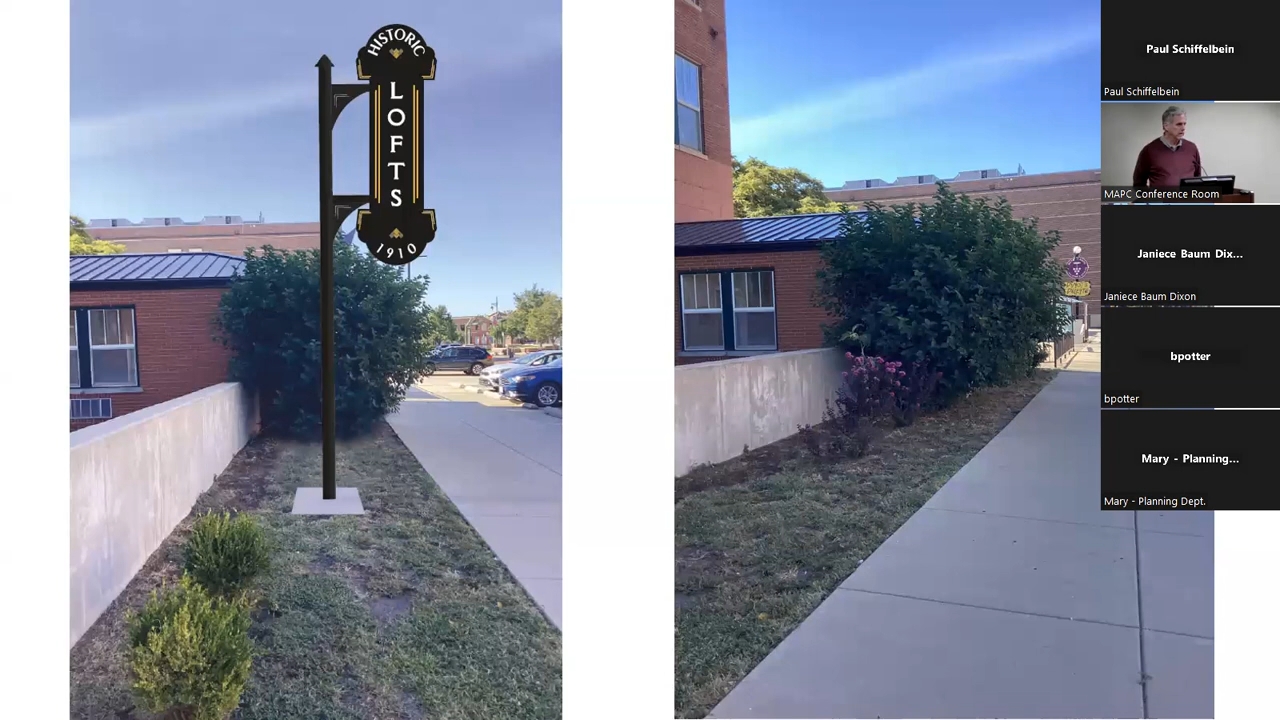 HISTORIC
LOFTS
1910
Paul Schiffelbein
Paul Schiffelbein
MAPC Conference Room
Janiece Baum Dix...
Janiece Baum Dixon
bpotter
bpotter
Mary - Planning...
Mary - Planning Dept.